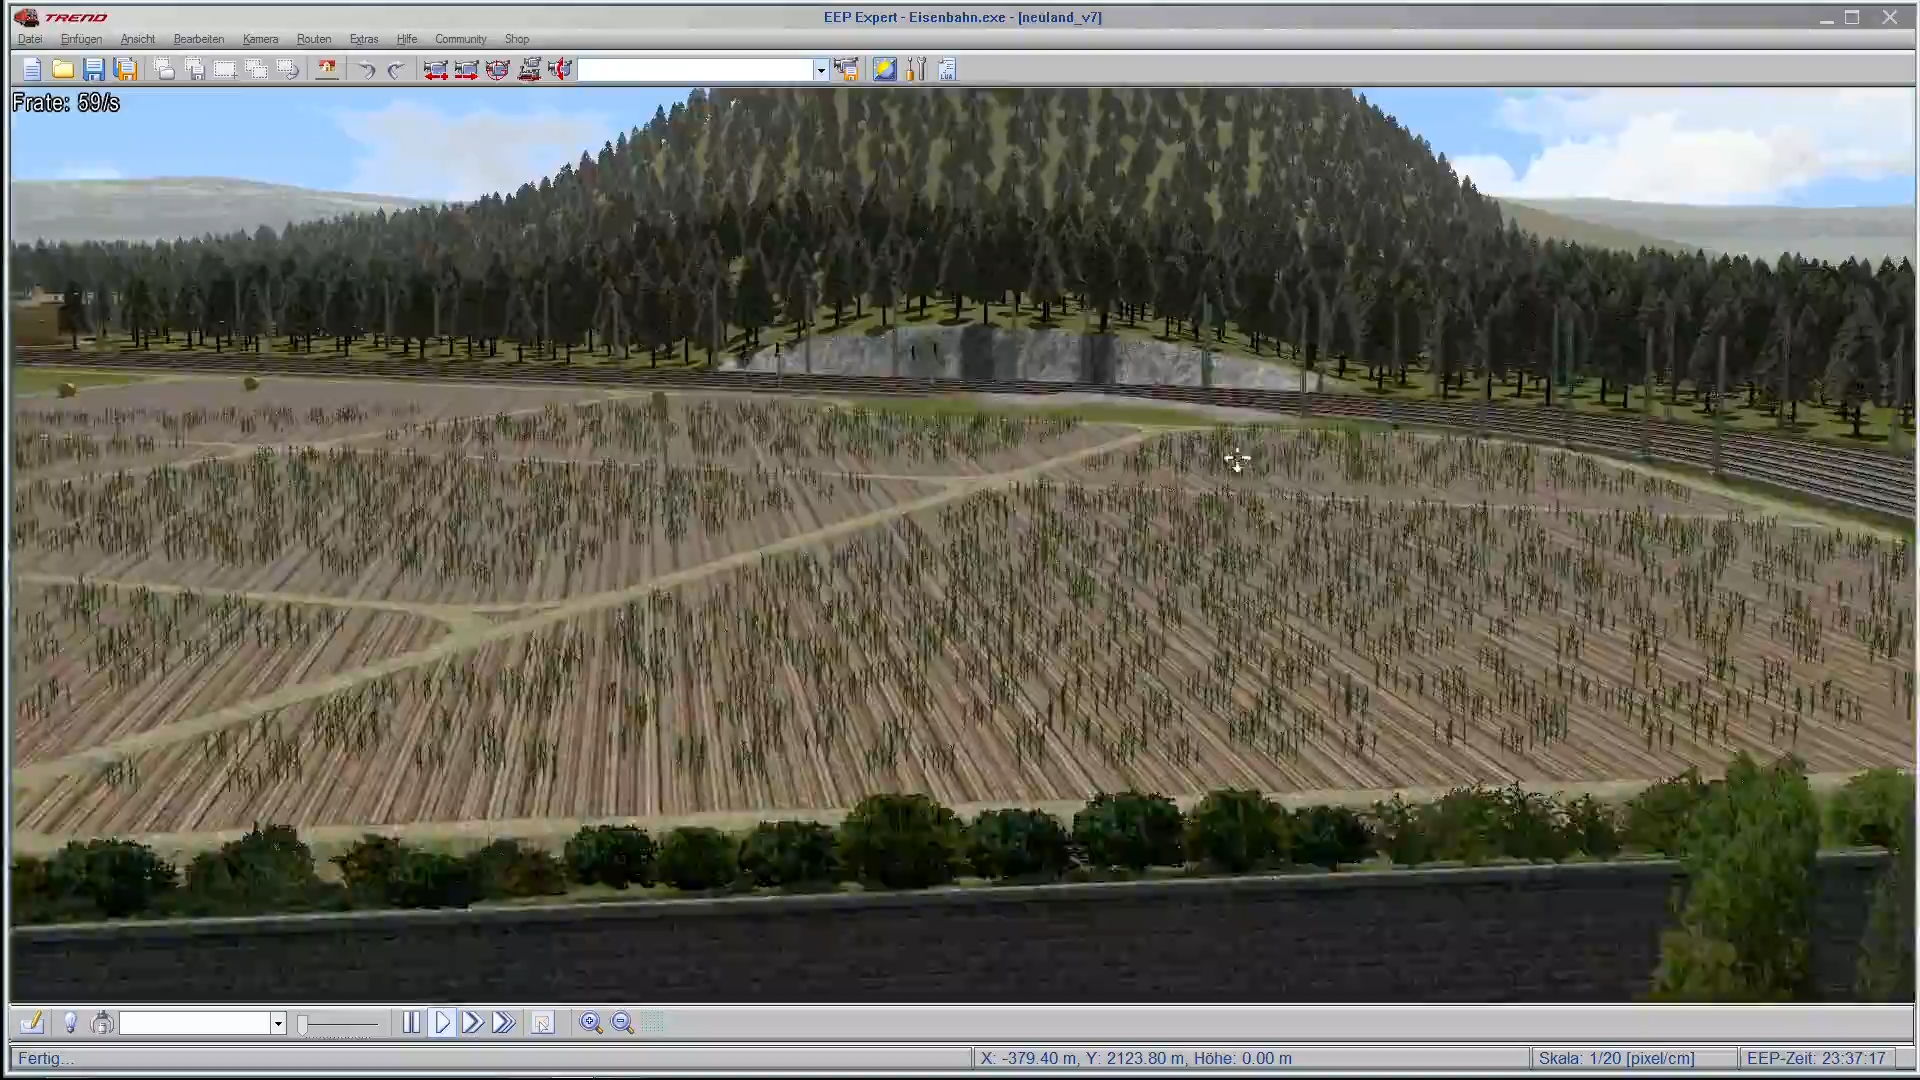 TREND
EEP Expert - Eisenbahn.exe - [neuland_v7]
Datei Einfügen Ansicht Bearbeiten Kamera Routen Extras Hilfe Community Shop
LUA
Frate: 59/s
Fertig...
X: -379.40 m, Y: 2123.80 m, Höhe: 0.00 m
Skala: 1/20 [pixel/cm]
EEP-Zeit: 23:37:17